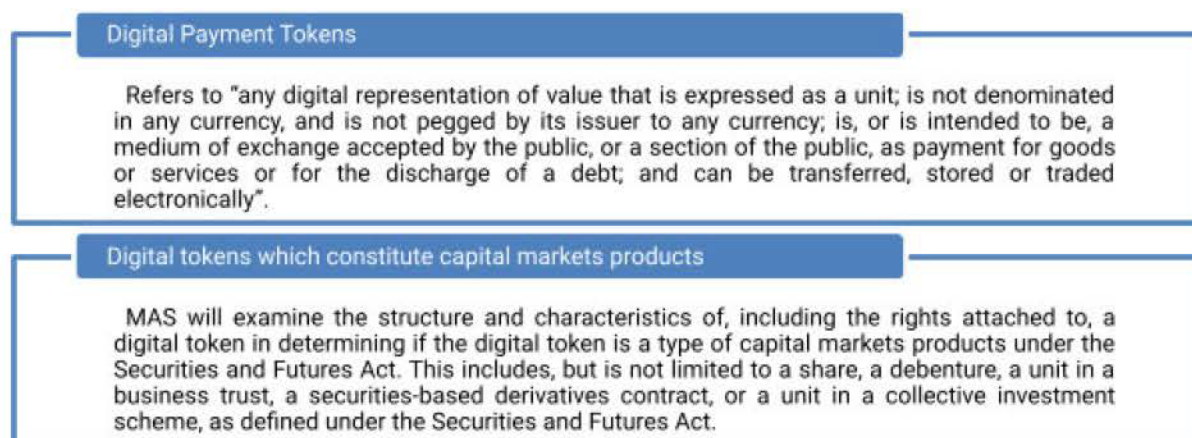 Digital Payment Tokens
Refers to "any digital representation of value that is expressed as a unit; is not denominated
in any currency, and is not pegged by its issuer to any currency; is, or is intended to be, a
medium of exchange accepted by the public, or a section of the public, as payment for goods
or services or for the discharge of a debt; and can be transferred, stored or traded
electronically".
Digital tokens which constitute capital markets products
MAS will examine the structure and characteristics of, including the rights attached to, a
digital token in determining if the digital token is a type of capital markets products under the
Securities and Futures Act. This includes, but is not limited to a share, a debenture, a unit in a
business trust, a securities-based derivatives contract, or a unit in a collective investment
scheme, as defined under the Securities and Futures Act.